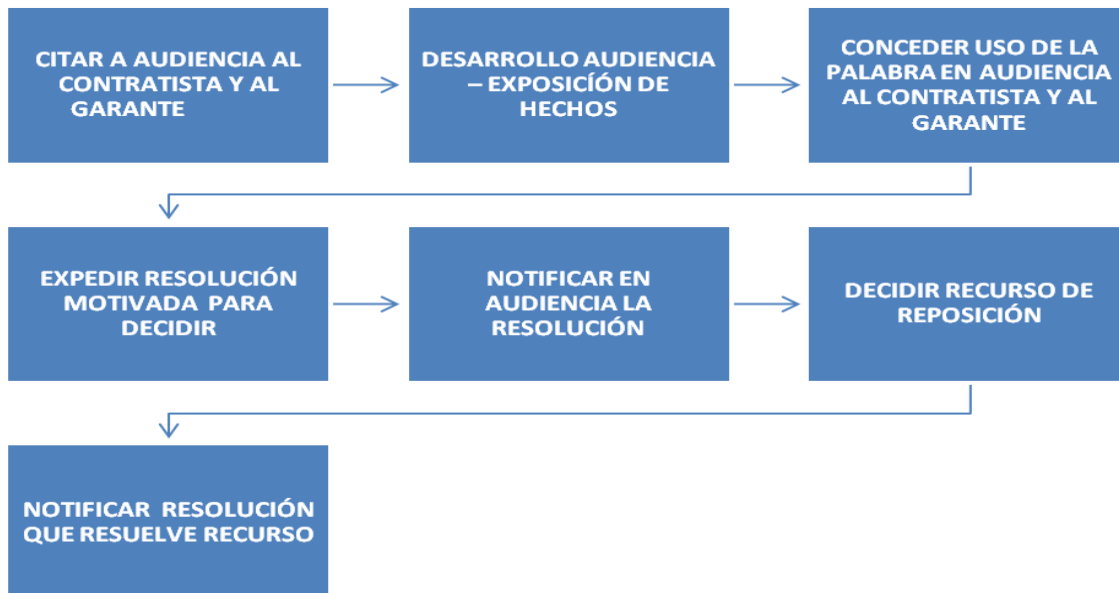 CITAR A AUDIENCIA AL
CONTRATISTA Y AL
GARANTE
DESARROLLO AUDIENCIA
– EXPOSICÍÓN DE
HECHOS
CONCEDER USO DE LA
PALABRA EN AUDIENCIA
AL CONTRATISTA Y AL
GARANTE
EXPEDIR RESOLUCIÓN
MOTIVADA PARA
DECIDIR
NOTIFICAR EN
AUDIENCIA LA
RESOLUCIÓN
DECIDIR RECURSO DE
REPOSICIÓN
NOTIFICAR RESOLUCIÓN
QUE RESUELVE RECURSO